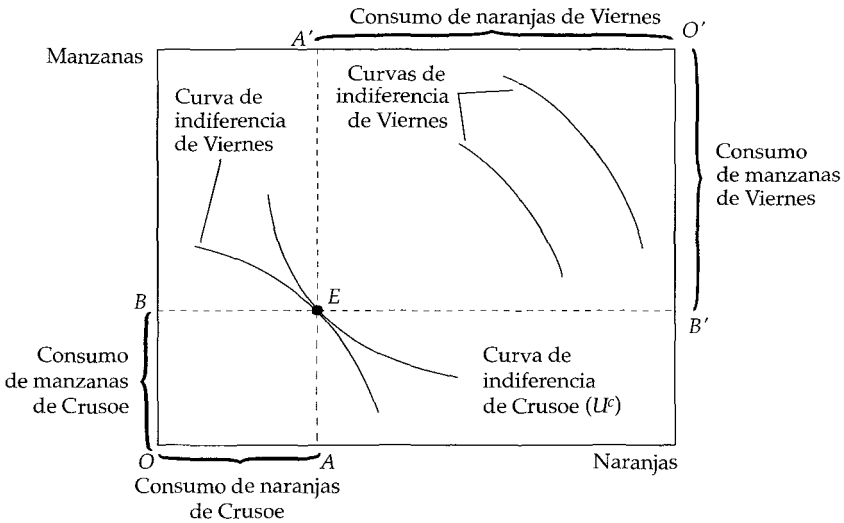 Consumo de naranjas de Viernes
A′
O′
Manzanas
Curva de
indiferencia
de Viernes
Curvas de
indiferencia
de Viernes
Consumo
de manzanas
de Viernes
B
E
B′
Consumo
de manzanas
de Crusoe
Curva de
indiferencia
de Crusoe (Uᶜ)
O
A
Naranjas
Consumo de naranjas
de Crusoe